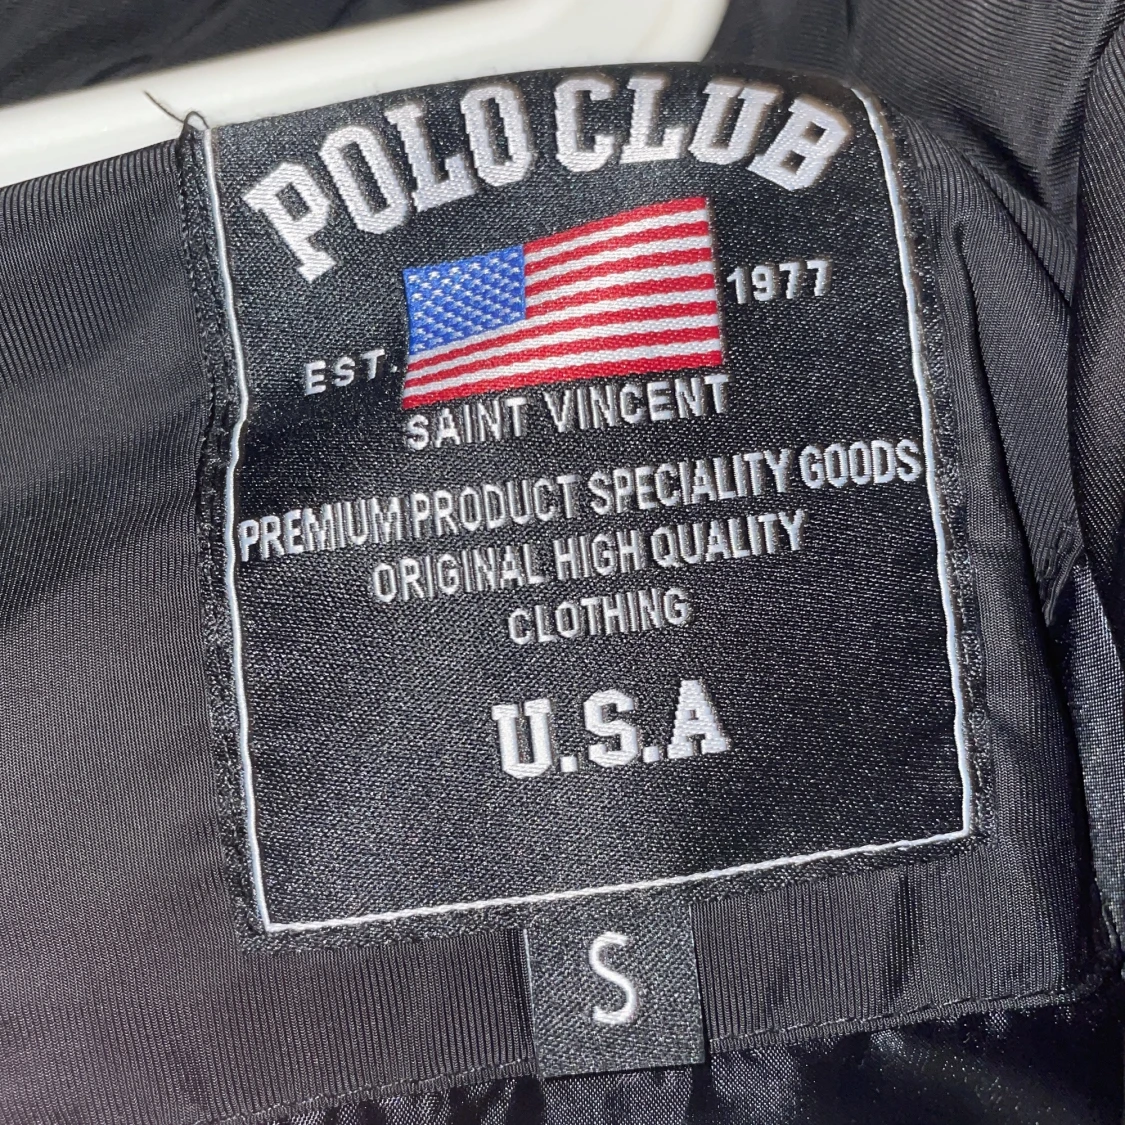 POLO CLUB
EST. 1977
SAINT VINCENT
PREMIUM PRODUCT SPECIALITY GOODS
ORIGINAL HIGH QUALITY
CLOTHING
U.S.A
S